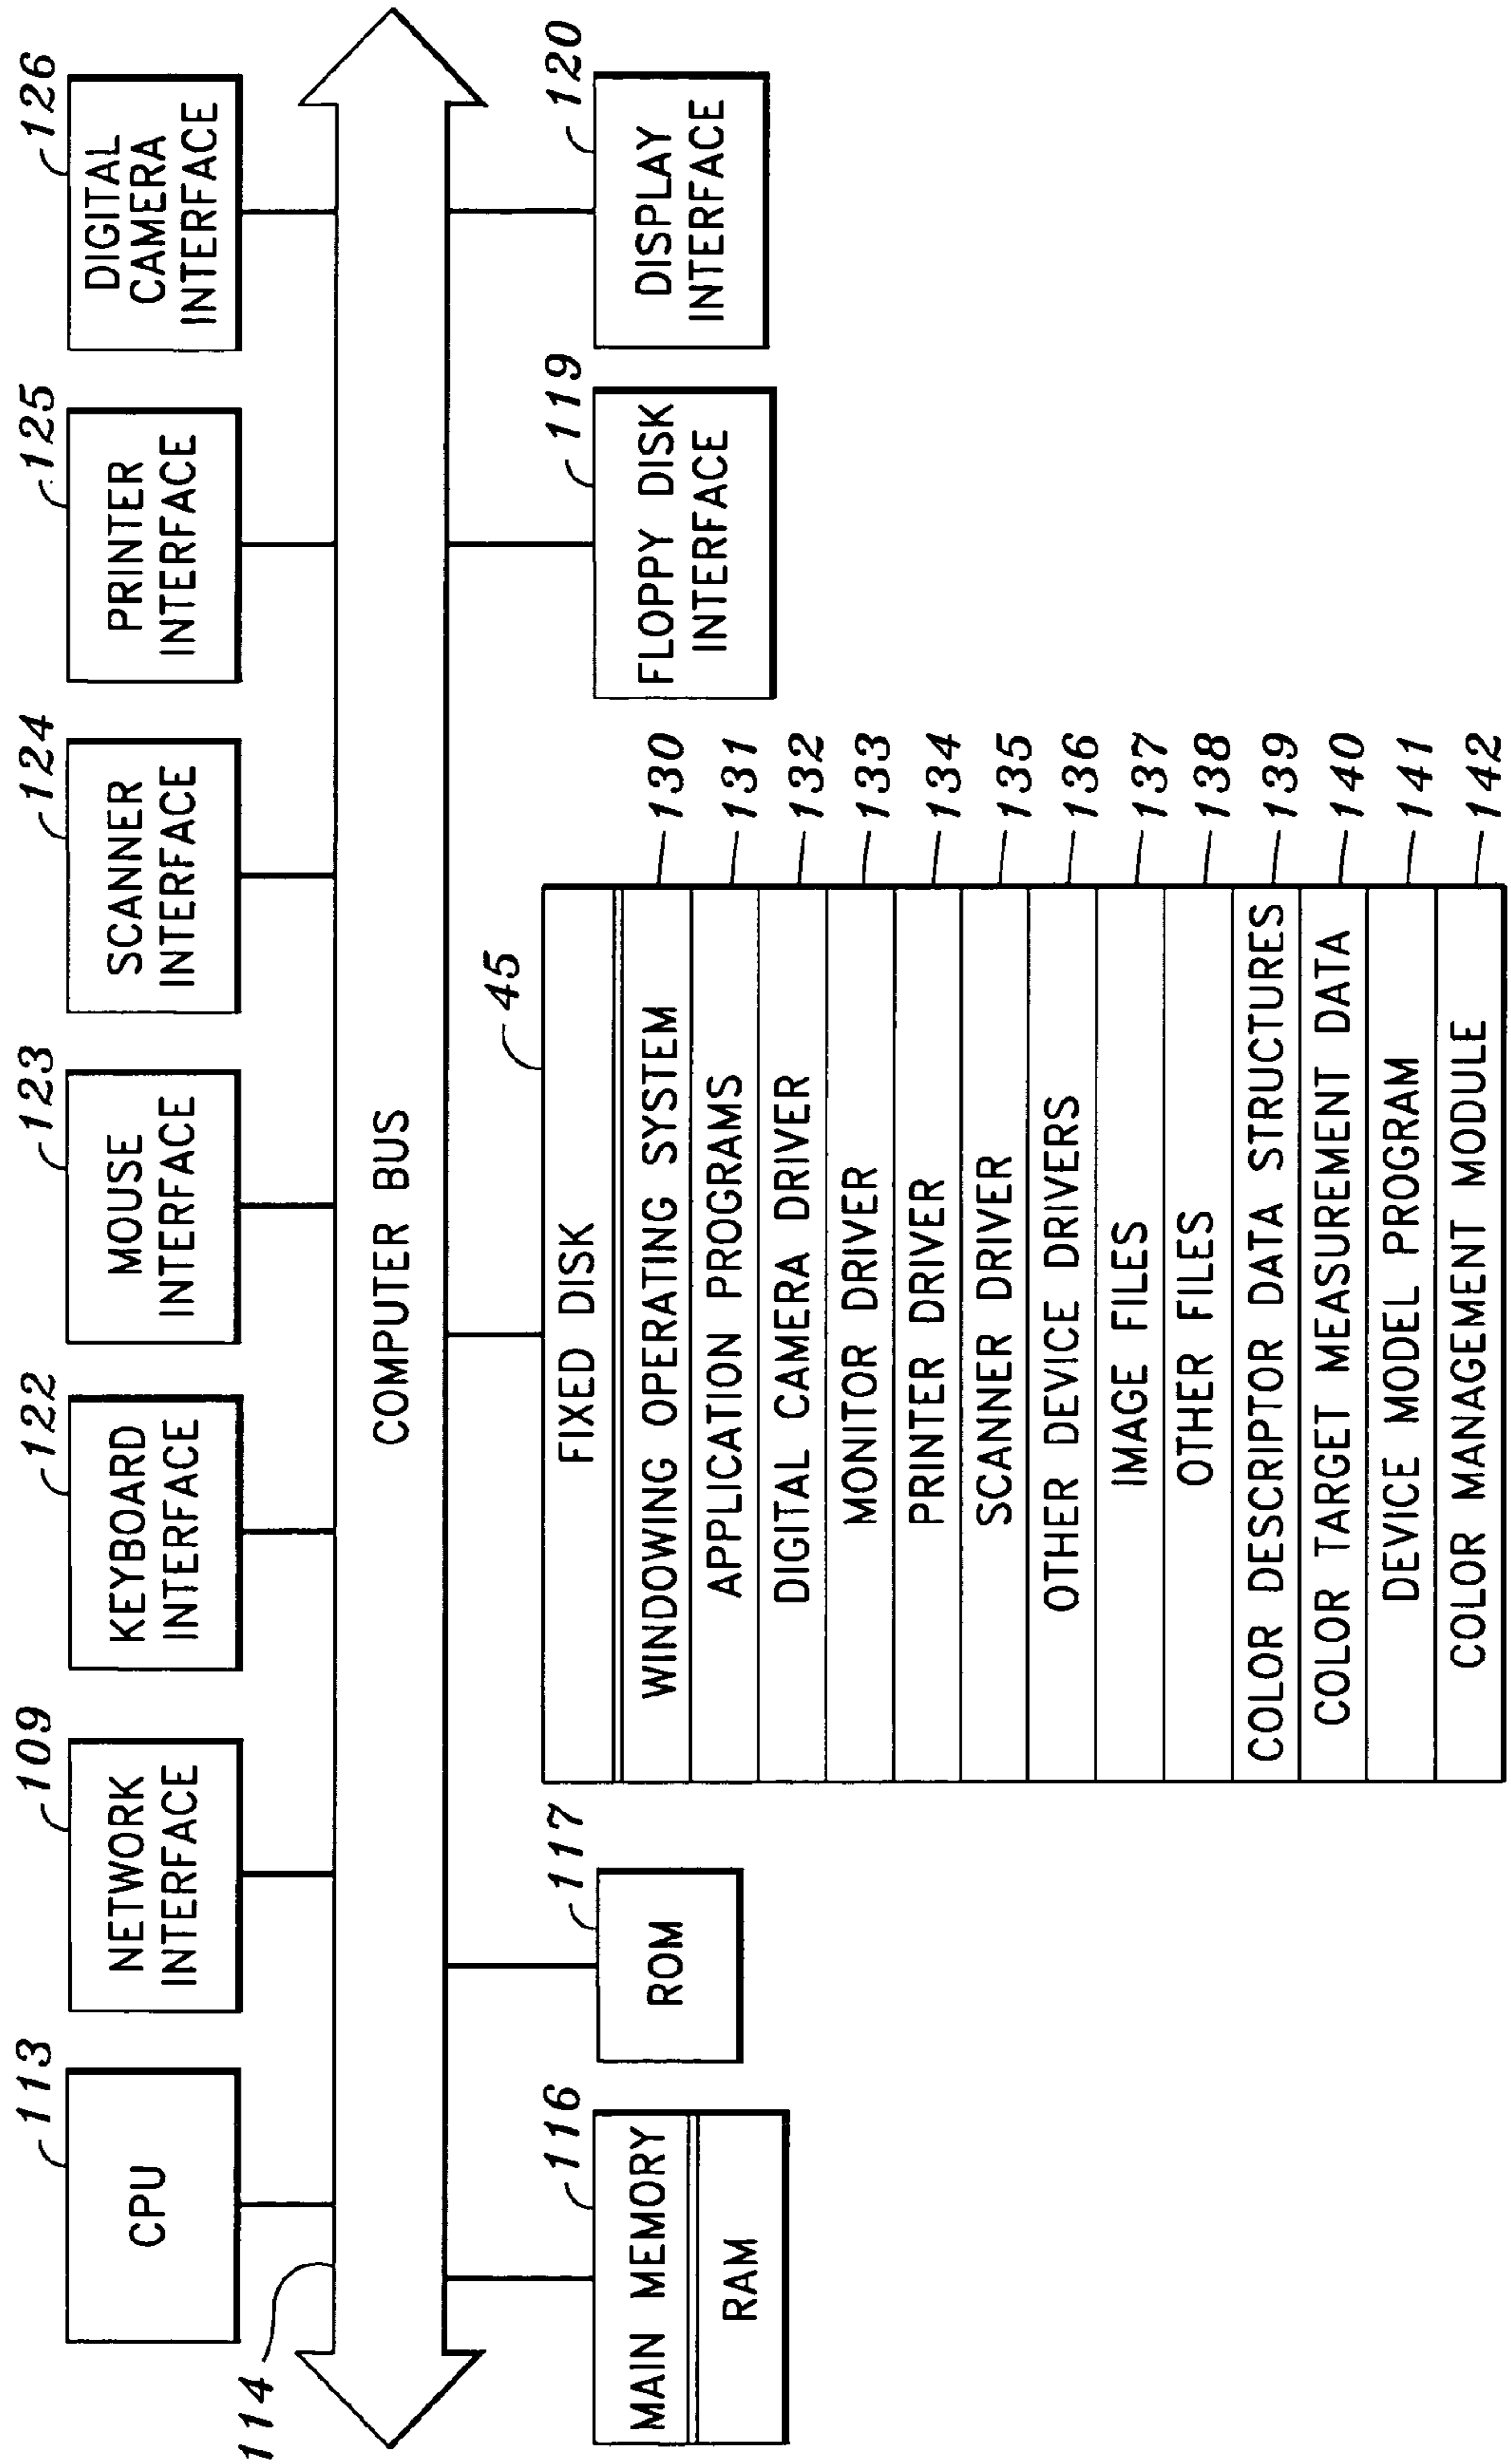 113
CPU
109
NETWORK
INTERFACE
122
KEYBOARD
INTERFACE
123
MOUSE
INTERFACE
124
SCANNER
INTERFACE
125
PRINTER
INTERFACE
126
DIGITAL
CAMERA
INTERFACE
114
COMPUTER BUS
116
MAIN MEMORY
RAM
117
ROM
45
FIXED DISK
WINDOWING OPERATING SYSTEM 130
APPLICATION PROGRAMS 131
DIGITAL CAMERA DRIVER 132
MONITOR DRIVER 133
PRINTER DRIVER 134
SCANNER DRIVER 135
OTHER DEVICE DRIVERS 136
IMAGE FILES 137
OTHER FILES 138
COLOR DESCRIPTOR DATA STRUCTURES 139
COLOR TARGET MEASUREMENT DATA 140
DEVICE MODEL PROGRAM 141
COLOR MANAGEMENT MODULE 142
119
FLOPPY DISK
INTERFACE
120
DISPLAY
INTERFACE